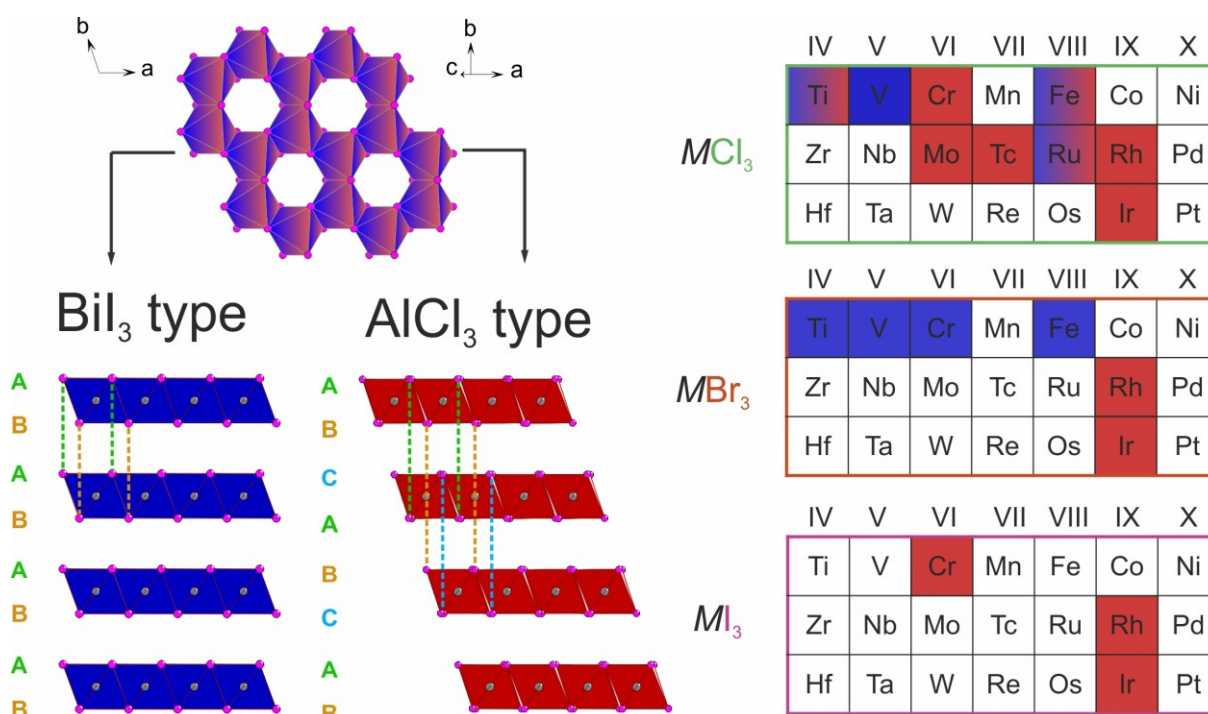 b
a
b
c
a
BiI₃ type
AlCl₃ type
A
B
A
B
A
B
A
B
A
B
C
A
B
C
A
B
IV V VI VII VIII IX X
MCl₃
Ti V Cr Mn Fe Co Ni
Zr Nb Mo Tc Ru Rh Pd
Hf Ta W Re Os Ir Pt
IV V VI VII VIII IX X
MBr₃
Ti V Cr Mn Fe Co Ni
Zr Nb Mo Tc Ru Rh Pd
Hf Ta W Re Os Ir Pt
IV V VI VII VIII IX X
MI₃
Ti V Cr Mn Fe Co Ni
Zr Nb Mo Tc Ru Rh Pd
Hf Ta W Re Os Ir Pt